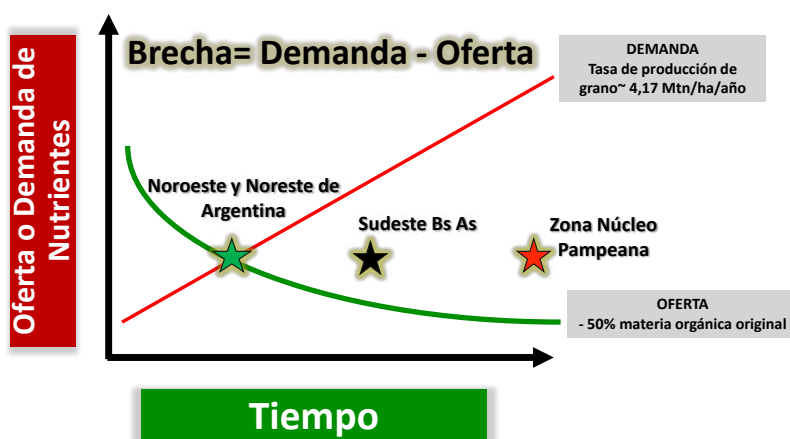 Brecha= Demanda - Oferta
DEMANDA
Tasa de producción de
grano~ 4,17 Mtn/ha/año
Oferta o Demanda de
Nutrientes
Noroeste y Noreste de
Argentina
Sudeste Bs As
Zona Núcleo
Pampeana
OFERTA
- 50% materia orgánica original
Tiempo